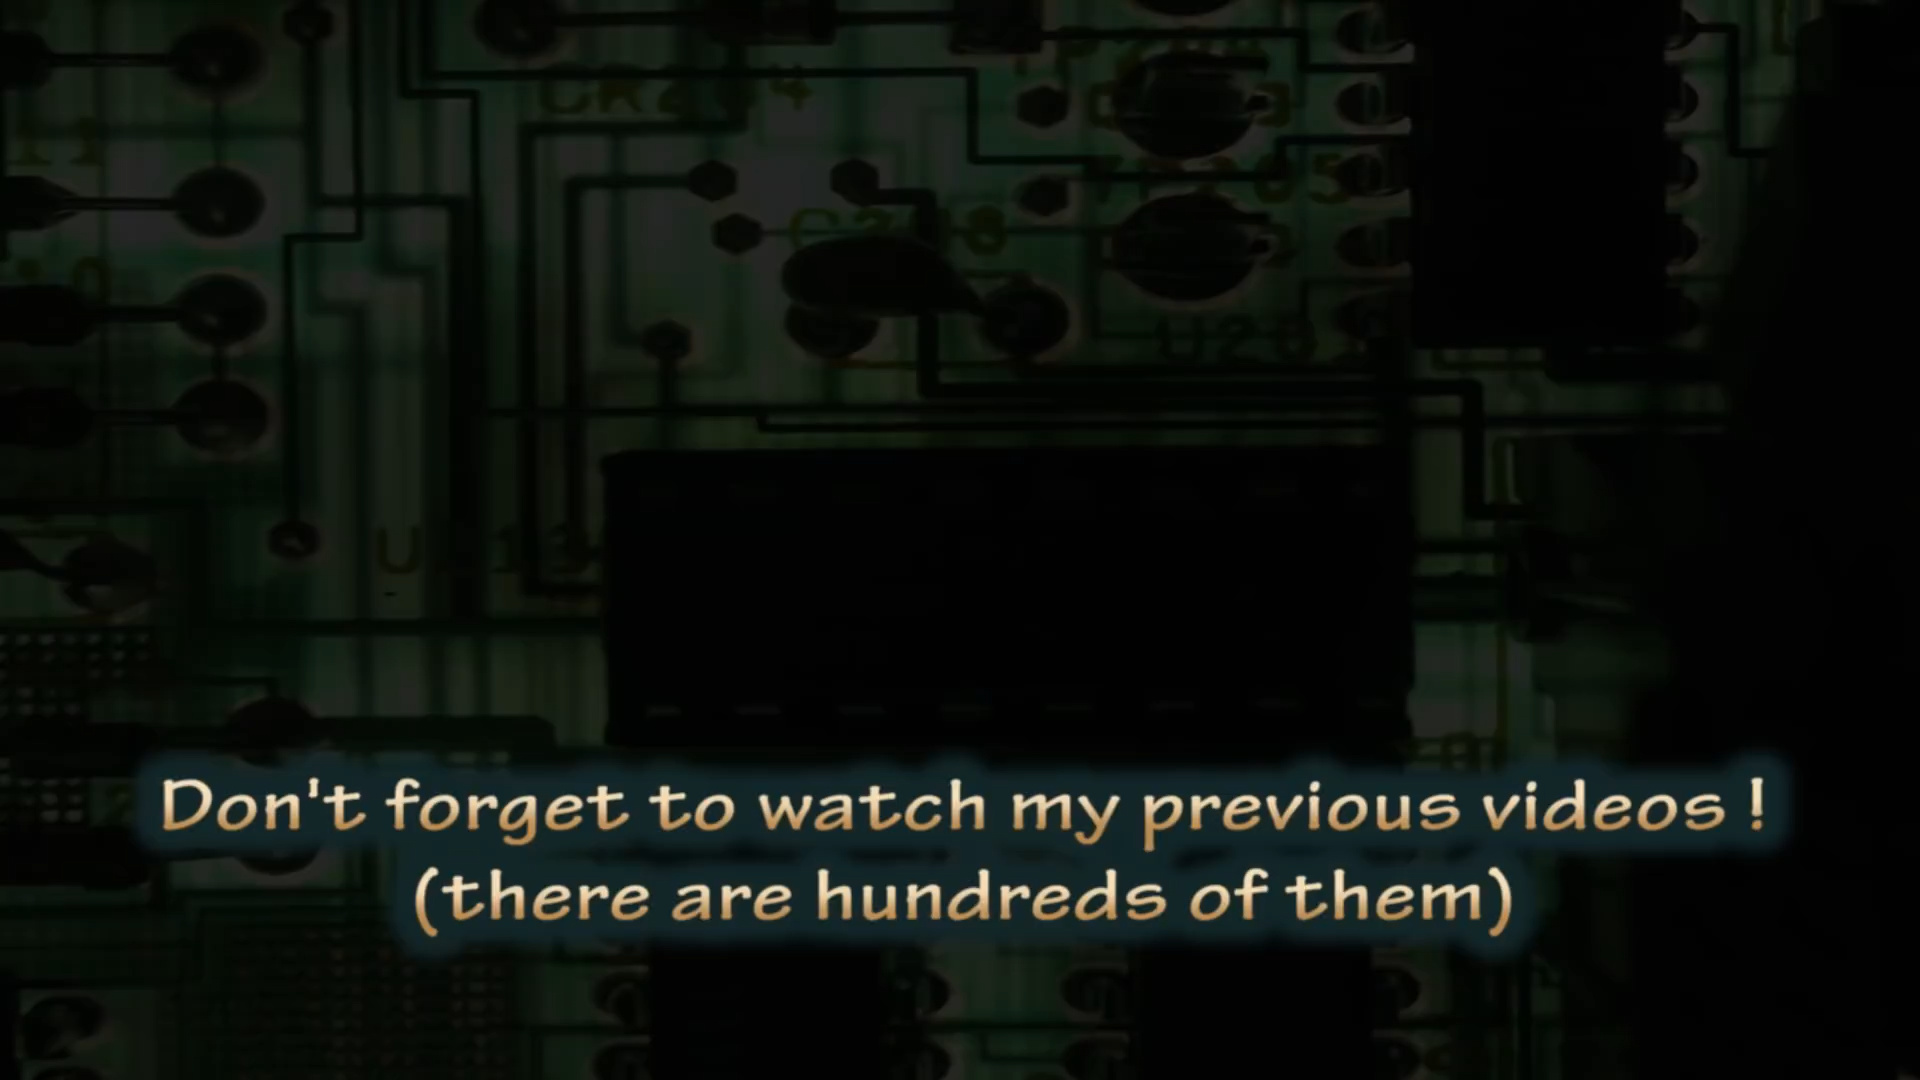 Don't forget to watch my previous videos !
(there are hundreds of them)